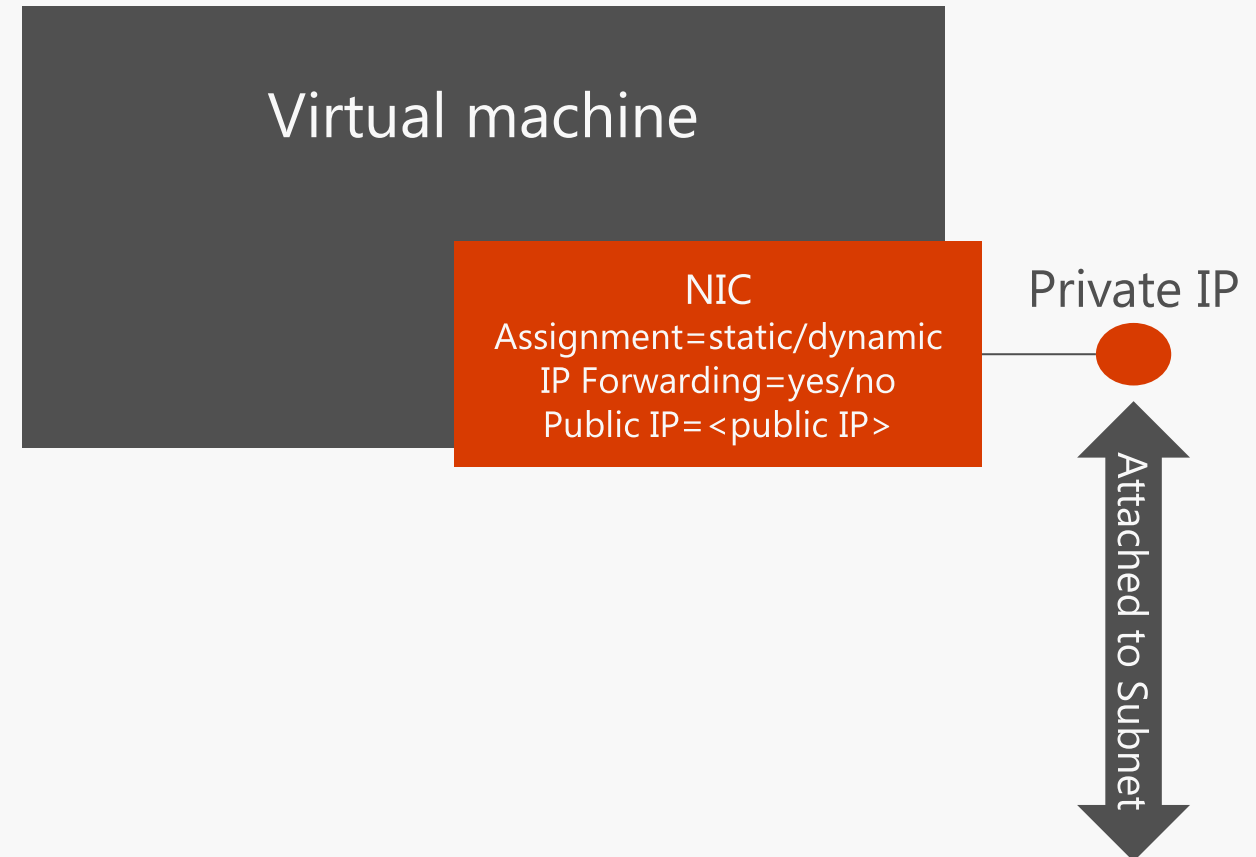 Virtual machine
NIC
Assignment=static/dynamic
IP Forwarding=yes/no
Public IP=<public IP>
Private IP
Attached to Subnet